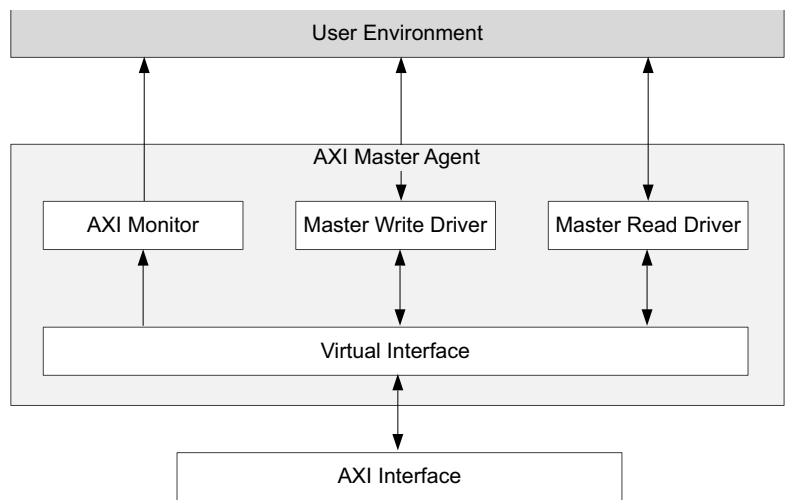 User Environment
AXI Master Agent
AXI Monitor
Master Write Driver
Master Read Driver
Virtual Interface
AXI Interface